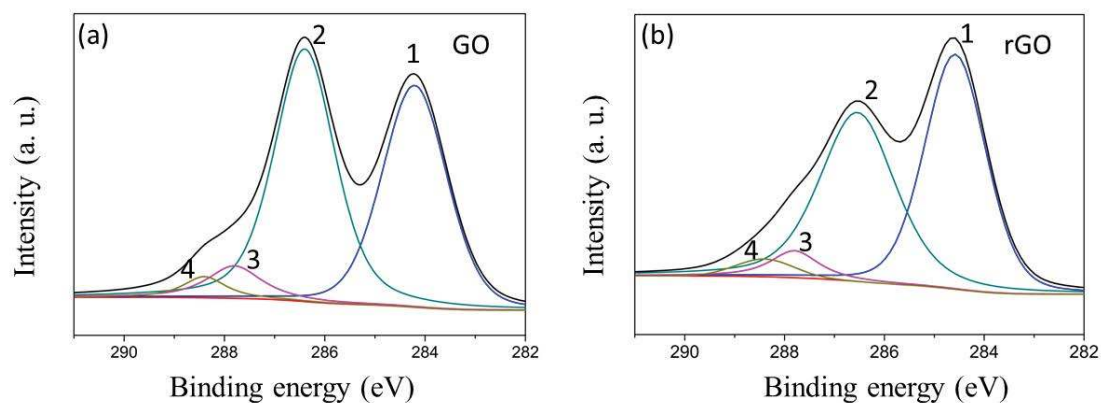 (a)
GO
2
1
3
4
Intensity (a. u.)
290
288
286
284
282
Binding energy (eV)
(b)
rGO
1
2
3
4
Intensity (a. u.)
290
288
286
284
282
Binding energy (eV)